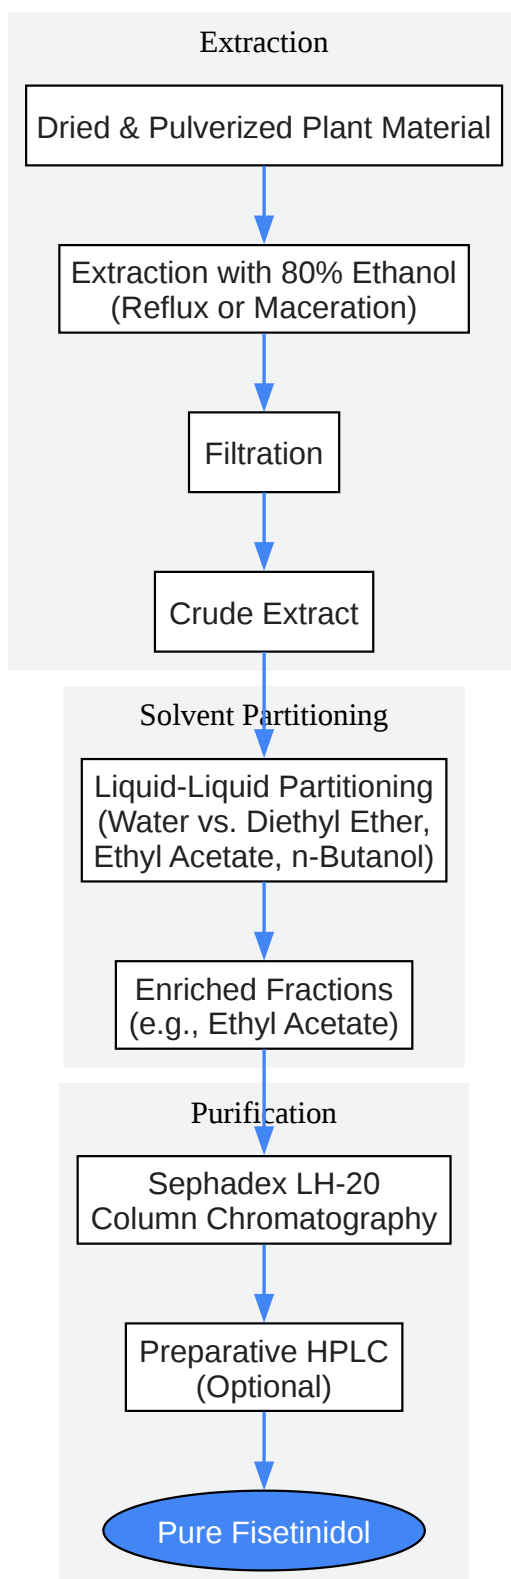 Extraction
Dried & Pulverized Plant Material
Extraction with 80% Ethanol
(Reflux or Maceration)
Filtration
Crude Extract
Solvent Partitioning
Liquid-Liquid Partitioning
(Water vs. Diethyl Ether,
Ethyl Acetate, n-Butanol)
Enriched Fractions
(e.g., Ethyl Acetate)
Purification
Sephadex LH-20
Column Chromatography
Preparative HPLC
(Optional)
Pure Fisetinidol